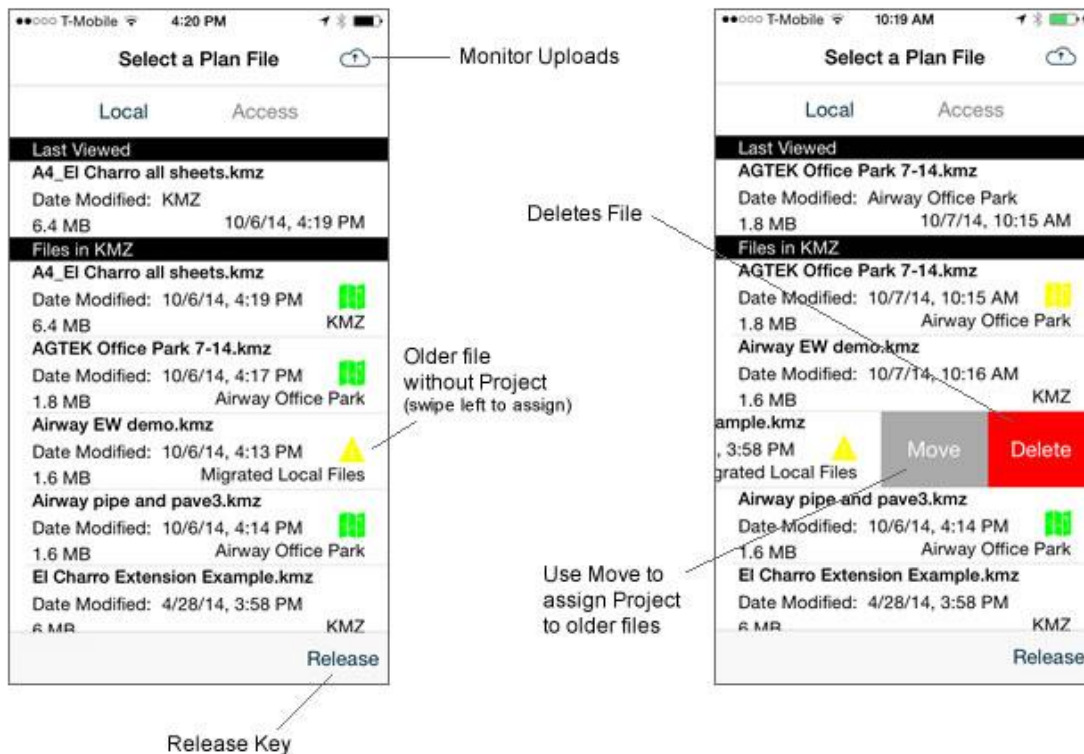 T-Mobile 4:20 PM
Select a Plan File
Local Access
Last Viewed
A4_El Charro all sheets.kmz
Date Modified: KMZ
6.4 MB 10/6/14, 4:19 PM
Files in KMZ
A4_El Charro all sheets.kmz
Date Modified: 10/6/14, 4:19 PM
6.4 MB KMZ
AGTEK Office Park 7-14.kmz
Date Modified: 10/6/14, 4:17 PM
1.8 MB Airway Office Park
Airway EW demo.kmz
Date Modified: 10/6/14, 4:13 PM
1.6 MB Migrated Local Files
Airway pipe and pave3.kmz
Date Modified: 10/6/14, 4:14 PM
1.6 MB Airway Office Park
El Charro Extension Example.kmz
Date Modified: 4/28/14, 3:58 PM
6 MB KMZ
Release
Release Key
Monitor Uploads
Older file
without Project
(swipe left to assign)
Deletes File
Use Move to
assign Project
to older files
T-Mobile 10:19 AM
Select a Plan File
Local Access
Last Viewed
AGTEK Office Park 7-14.kmz
Date Modified: Airway Office Park
1.8 MB 10/7/14, 10:15 AM
Files in KMZ
AGTEK Office Park 7-14.kmz
Date Modified: 10/7/14, 10:15 AM
1.8 MB Airway Office Park
Airway EW demo.kmz
Date Modified: 10/7/14, 10:16 AM
1.6 MB KMZ
ample.kmz
, 3:58 PM Move Delete
grated Local Files
Airway pipe and pave3.kmz
Date Modified: 10/6/14, 4:14 PM
1.6 MB Airway Office Park
El Charro Extension Example.kmz
Date Modified: 4/28/14, 3:58 PM
6 MB KMZ
Release